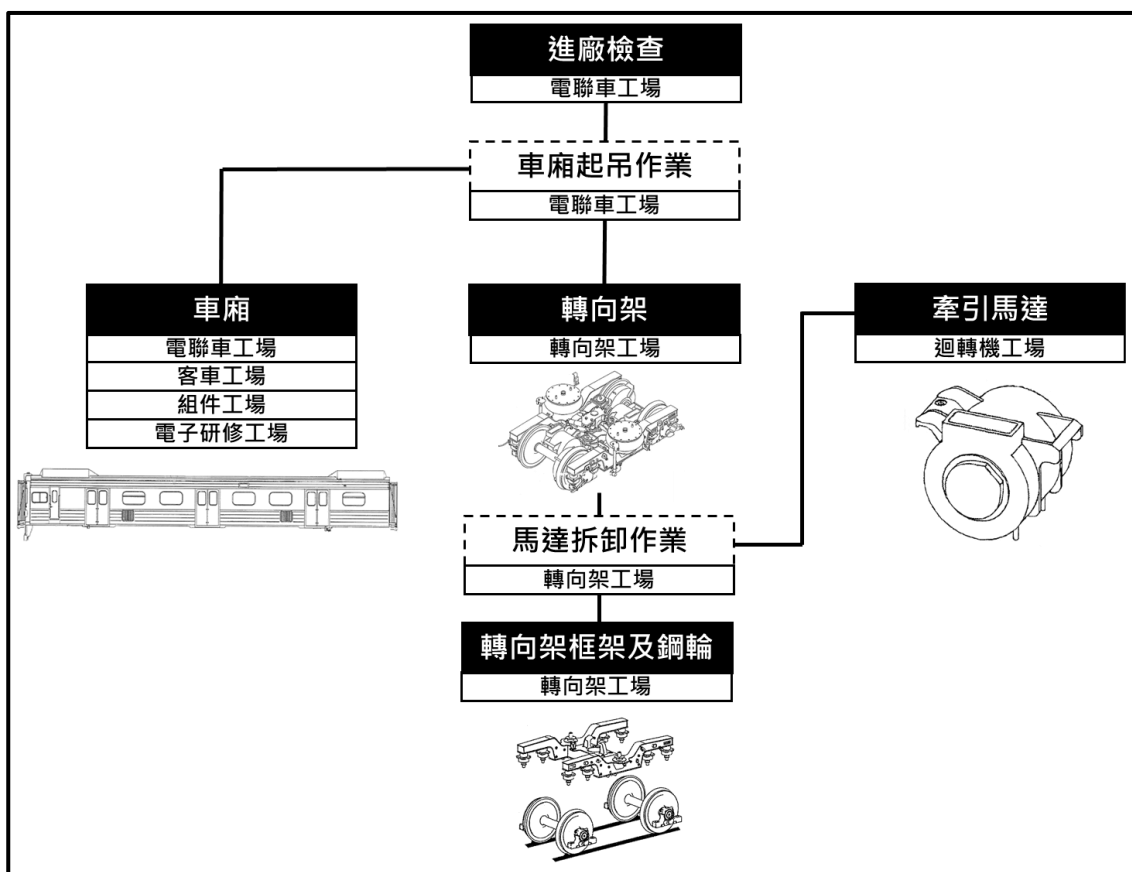 進廠檢查
電聯車工場
車廂起吊作業
電聯車工場
車廂
電聯車工場
客車工場
組件工場
電子研修工場
轉向架
轉向架工場
牽引馬達
迴轉機工場
馬達拆卸作業
轉向架工場
轉向架框架及鋼輪
轉向架工場